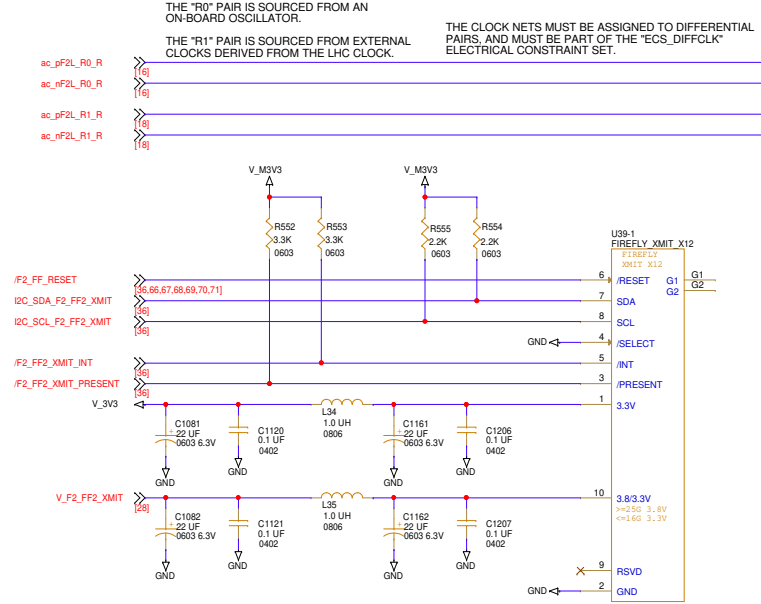 THE "R0" PAIR IS SOURCED FROM AN
ON-BOARD OSCILLATOR.
THE "R1" PAIR IS SOURCED FROM EXTERNAL
CLOCKS DERIVED FROM THE LHC CLOCK.
THE CLOCK NETS MUST BE ASSIGNED TO DIFFERENTIAL
PAIRS, AND MUST BE PART OF THE "ECS_DIFFCLK"
ELECTRICAL CONSTRAINT SET.
ac_pF2L_R0_R
[16]
ac_nF2L_R0_R
[16]
ac_pF2L_R1_R
[18]
ac_nF2L_R1_R
[18]
V_M3V3
V_M3V3
R552
3.3K
0603
R553
3.3K
0603
R555
2.2K
0603
R554
2.2K
0603
U39-1
FIREFLY_XMIT_X12
FIREFLY
XMIT X12
/F2_FF_RESET
[36,66,67,68,69,70,71]
6
/RESET
G1
G1
G2
G2
I2C_SDA_F2_FF2_XMIT
[36]
7
SDA
I2C_SCL_F2_FF2_XMIT
[36]
8
SCL
GND
4
/SELECT
/F2_FF2_XMIT_INT
[36]
5
/INT
/F2_FF2_XMIT_PRESENT
[36]
3
/PRESENT
V_3V3
1
3.3V
C1081
22 UF
0603 6.3V
+
GND
C1120
0.1 UF
0402
GND
L34
1.0 UH
0806
C1161
22 UF
0603 6.3V
+
GND
C1206
0.1 UF
0402
GND
V_F2_FF2_XMIT
[28]
10
3.8/3.3V
>=25G 3.8V
<=16G 3.3V
C1082
22 UF
0603 6.3V
+
GND
C1121
0.1 UF
0402
GND
L35
1.0 UH
0806
C1162
22 UF
0603 6.3V
+
GND
C1207
0.1 UF
0402
GND
9
RSVD
GND
2
GND